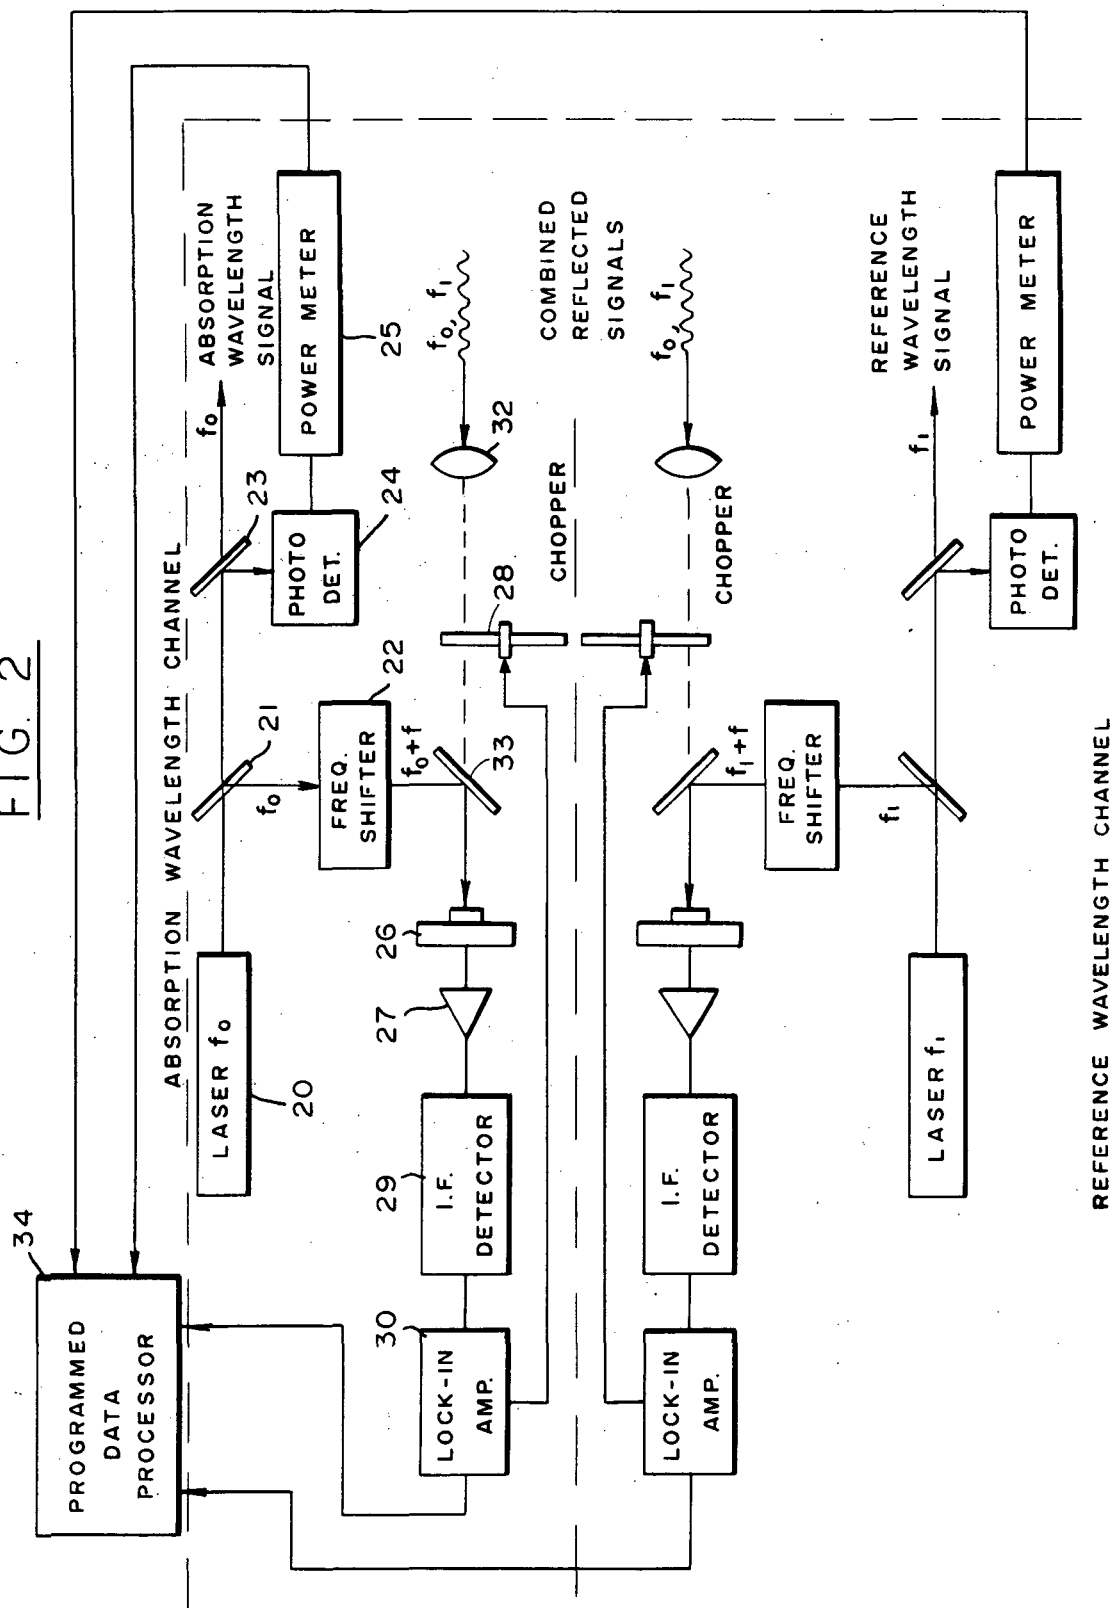 FIG. 2
34
PROGRAMMED
DATA
PROCESSOR
ABSORPTION WAVELENGTH CHANNEL
LASER f0
20
21
f0
23
f0
ABSORPTION
WAVELENGTH
SIGNAL
FREQ.
SHIFTER
22
PHOTO
DET.
24
POWER METER
25
f0+f
33
30
LOCK-IN
AMP.
29
I.F.
DETECTOR
27
26
28
CHOPPER
32
f0, f1
COMBINED
REFLECTED
SIGNALS
LOCK-IN
AMP.
I.F.
DETECTOR
CHOPPER
f0, f1
f1+f
FREQ.
SHIFTER
f1
LASER f1
f1
REFERENCE
WAVELENGTH
SIGNAL
PHOTO
DET.
POWER METER
REFERENCE WAVELENGTH CHANNEL